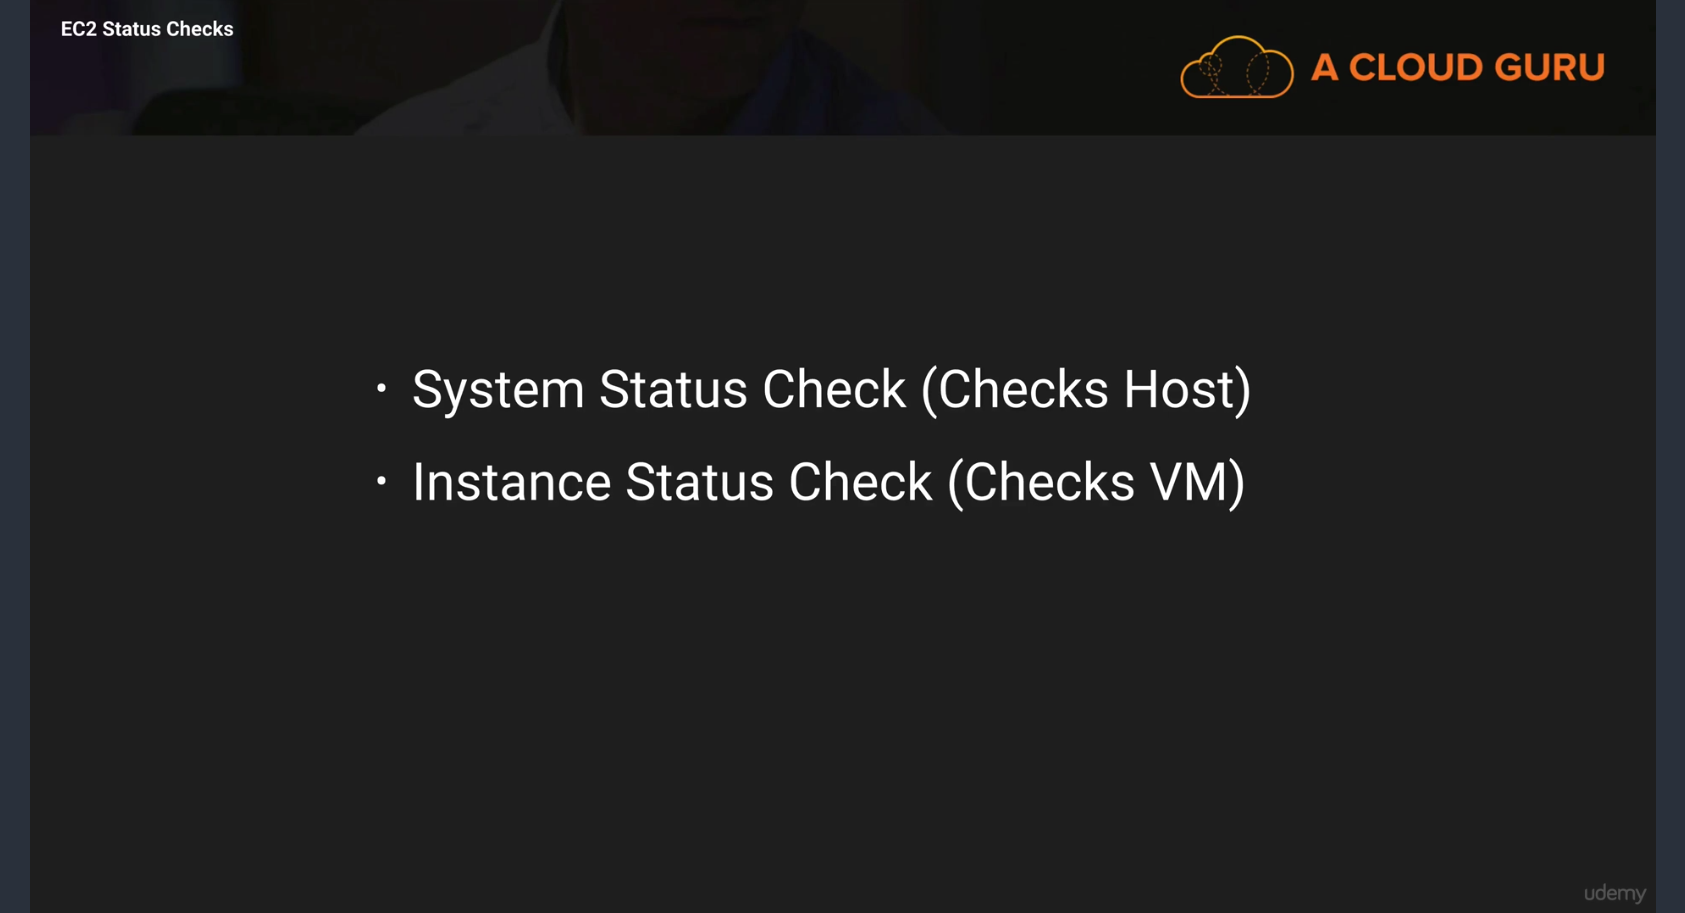 EC2 Status Checks
A CLOUD GURU
• System Status Check (Checks Host)
• Instance Status Check (Checks VM)
udemy